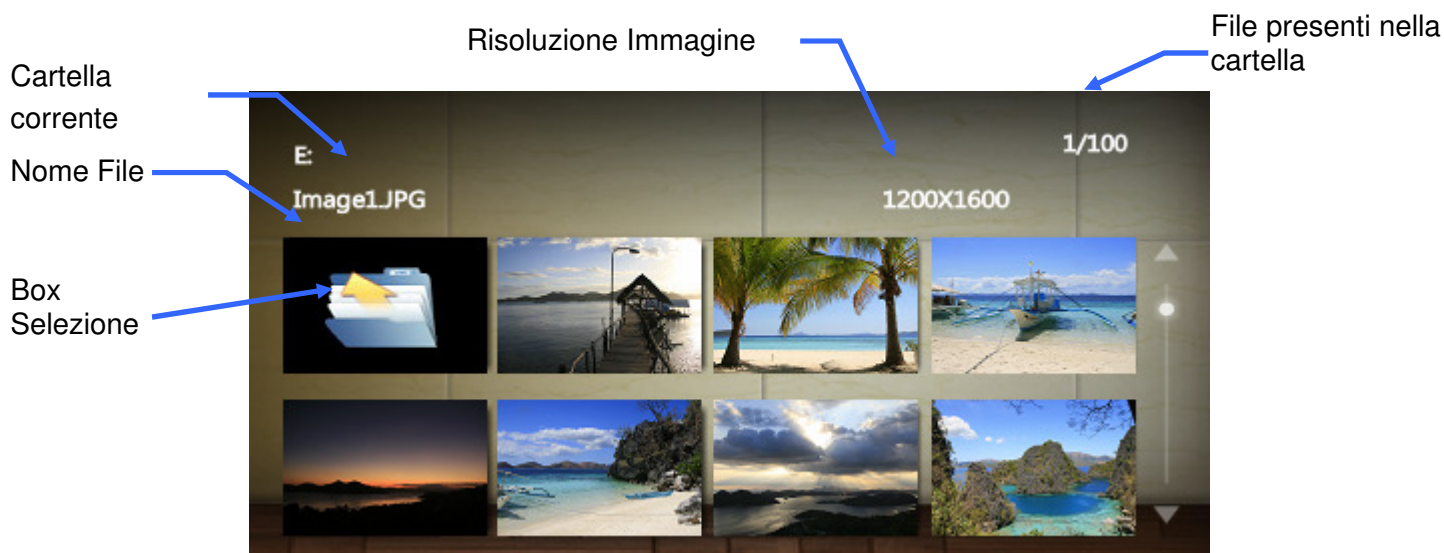 Risoluzione Immagine
File presenti nella
cartella
Cartella
corrente
Nome File
Box
Selezione
E:
1/100
Image1.JPG
1200X1600